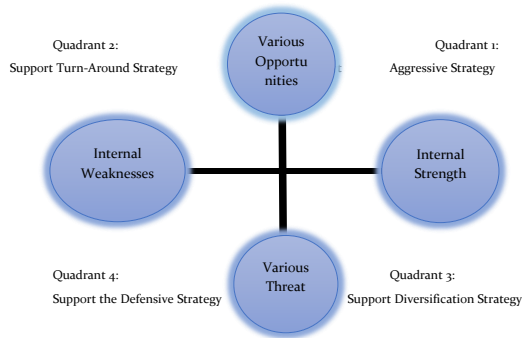 Quadrant 2:
Support Turn-Around Strategy
Various
Opportu
nities
Quadrant 1:
Aggressive Strategy
Internal
Weaknesses
Internal
Strength
Quadrant 4:
Support the Defensive Strategy
Various
Threat
Quadrant 3:
Support Diversification Strategy